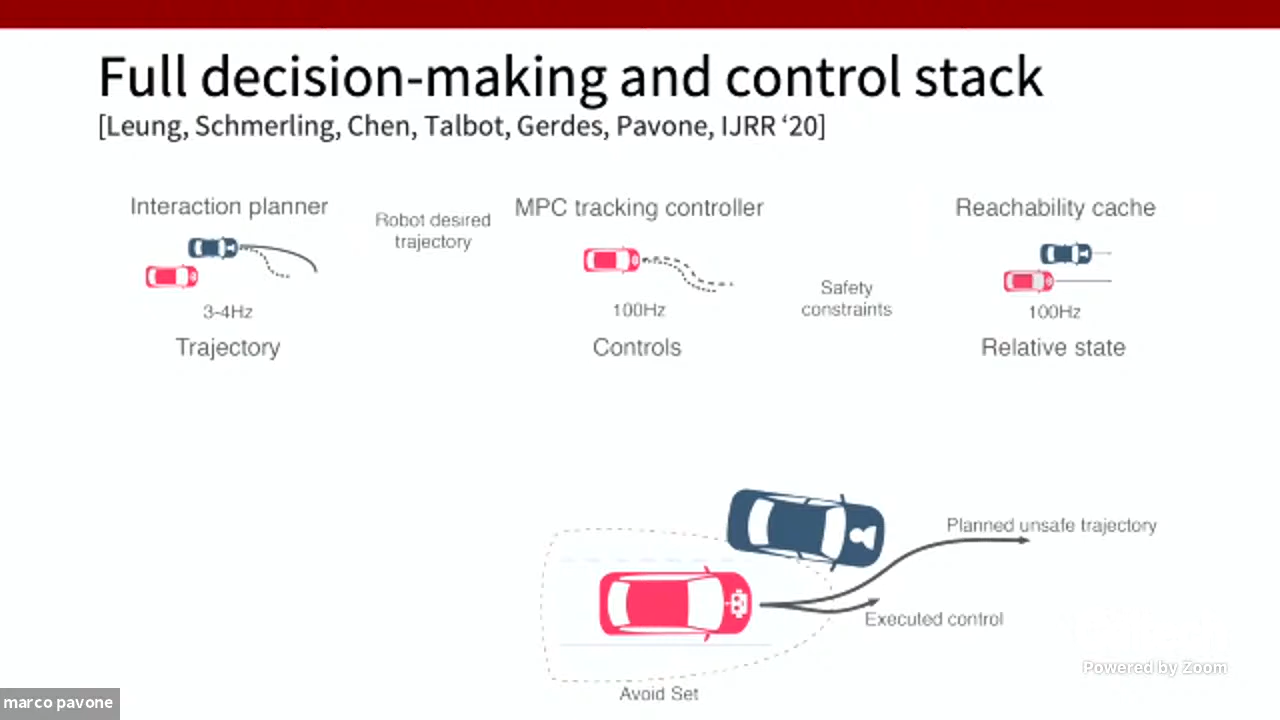 Full decision-making and control stack
[Leung, Schmerling, Chen, Talbot, Gerdes, Pavone, IJRR ‘20]
Interaction planner
Robot desired
trajectory
MPC tracking controller
Reachability cache
3-4Hz
100Hz
Safety
constraints
100Hz
Trajectory
Controls
Relative state
Planned unsafe trajectory
Executed control
Avoid Set
Powered by Zoom
marco pavone